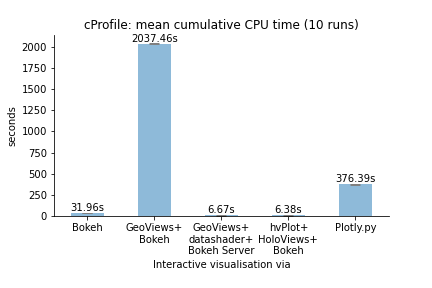 cProfile: mean cumulative CPU time (10 runs)
2000
1750
1500
1250
1000
750
500
250
0
seconds
31.96s
2037.46s
6.67s
6.38s
376.39s
Bokeh
GeoViews+
Bokeh
GeoViews+
datashader+
Bokeh Server
hvPlot+
HoloViews+
Bokeh
Plotly.py
Interactive visualisation via